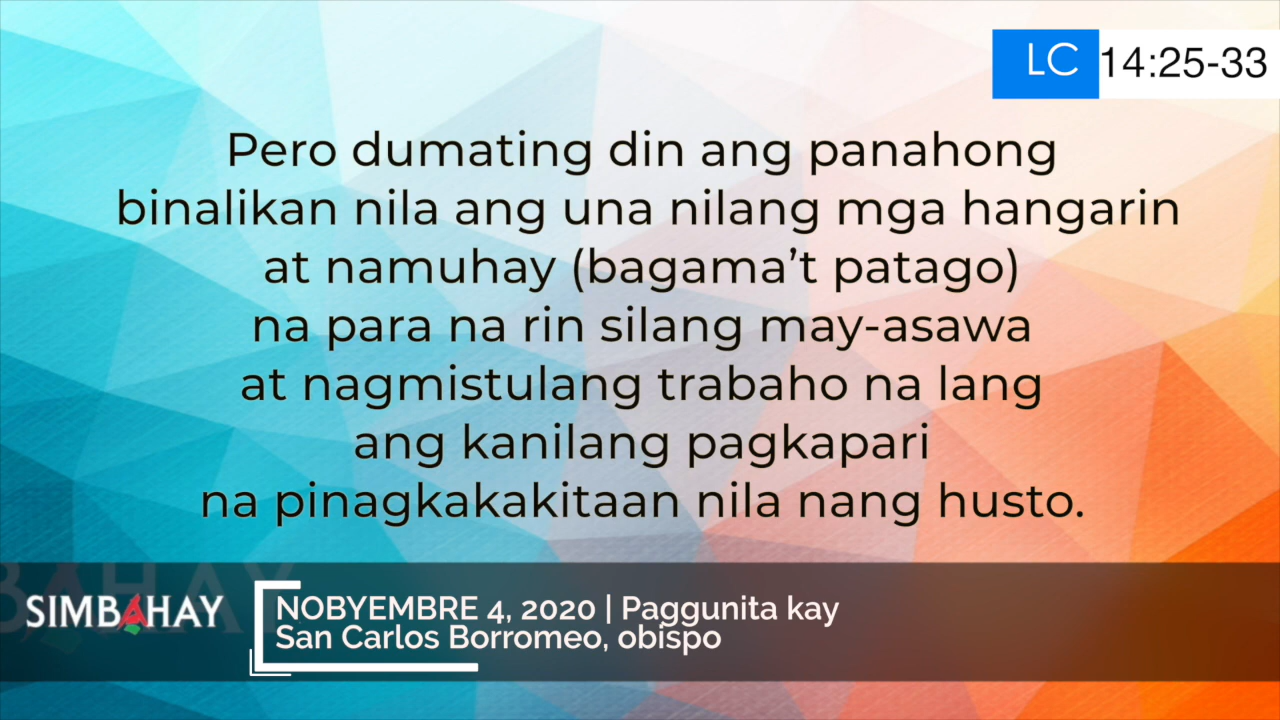 LC 14:25-33
Pero dumating din ang panahong
binalikan nila ang una nilang mga hangarin
at namuhay (bagama’t patago)
na para na rin silang may-asawa
at nagmistulang trabaho na lang
ang kanilang pagkapari
na pinagkakakitaan nila nang husto.
SIMBAHAY
NOBYEMBRE 4, 2020 | Paggunita kay
San Carlos Borromeo, obispo